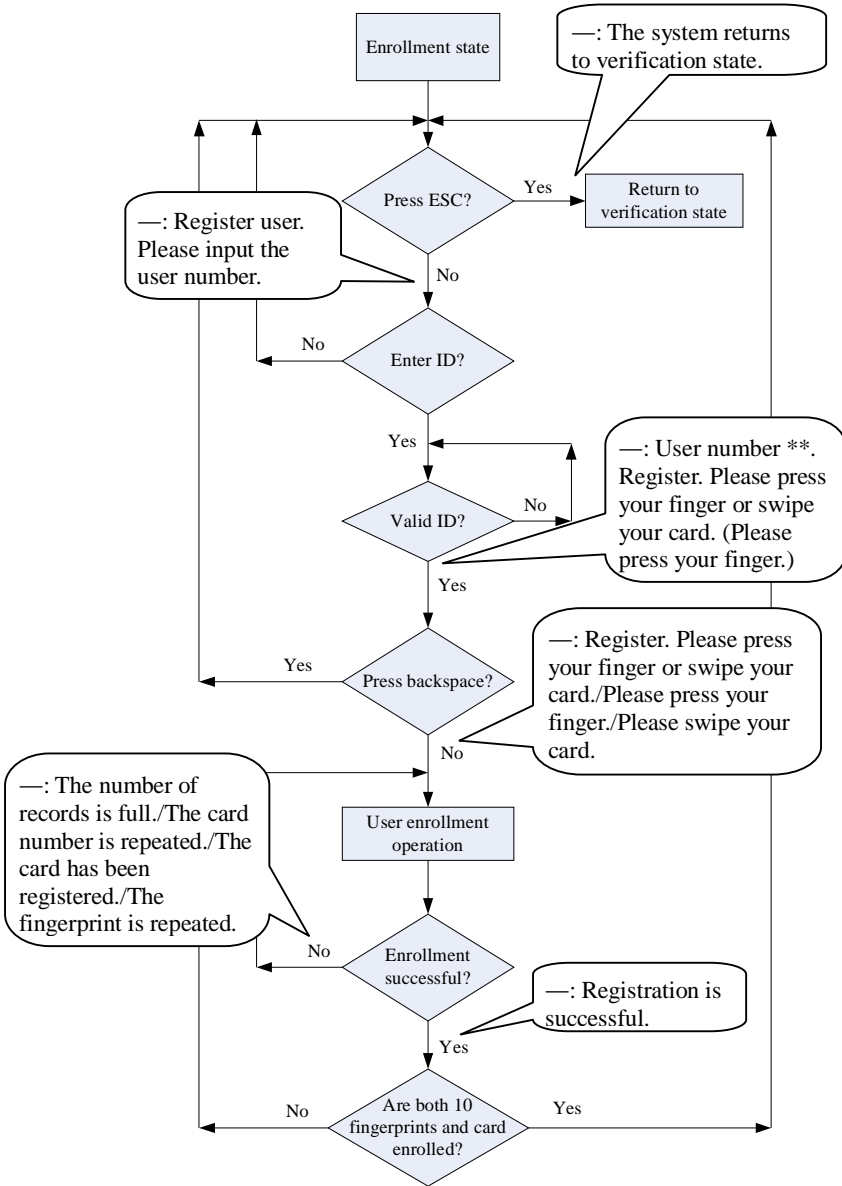 Enrollment state
—: The system returns
to verification state.
Press ESC?
Yes
Return to
verification state
—: Register user.
Please input the
user number.
No
No
Enter ID?
Yes
—: User number **.
Register. Please press
your finger or swipe
your card. (Please
press your finger.)
Valid ID?
No
Yes
—: Register. Please press
your finger or swipe your
card./Please press your
finger./Please swipe your
card.
Yes
Press backspace?
No
—: The number of
records is full./The card
number is repeated./The
card has been
registered./The
fingerprint is repeated.
User enrollment
operation
No
Enrollment
successful?
—: Registration is
successful.
Yes
No
Are both 10
fingerprints and card
enrolled?
Yes